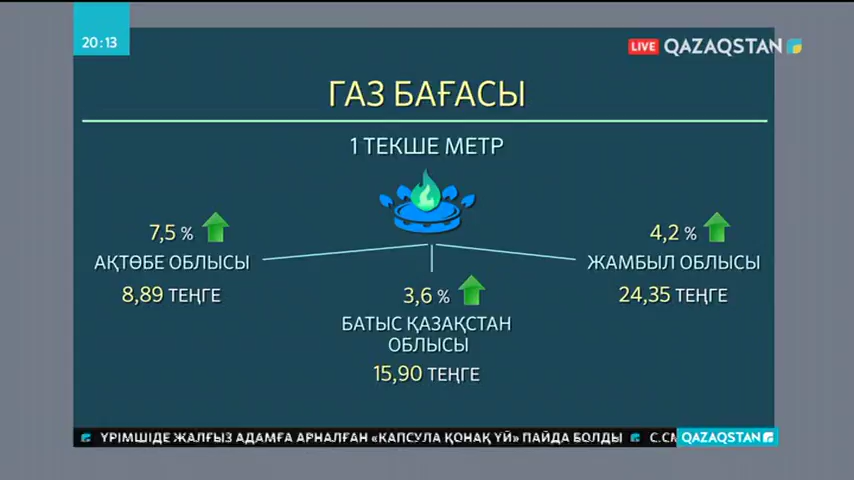 20:13
LIVE QAZAQSTAN
ГАЗ БАҒАСЫ
1 ТЕКШЕ МЕТР
7,5 %
АҚТӨБЕ ОБЛЫСЫ
8,89 ТЕҢГЕ
3,6 %
БАТЫС ҚАЗАҚСТАН
ОБЛЫСЫ
15,90 ТЕҢГЕ
4,2 %
ЖАМБЫЛ ОБЛЫСЫ
24,35 ТЕҢГЕ
ҮРІМШІДЕ ЖАЛҒЫЗ АДАМҒА АРНАЛҒАН «КАПСУЛА ҚОНАҚ ҮЙ» ПАЙДА БОЛДЫ С.СМ QAZAQSTAN